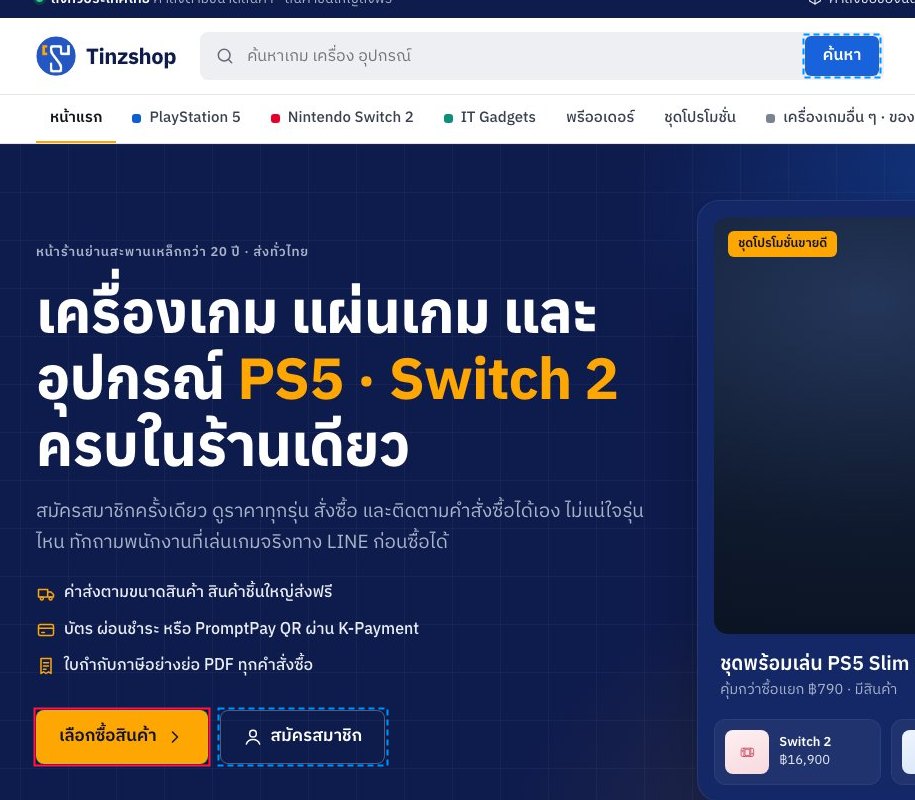 Tinzshop
ค้นหาเกม เครื่อง อุปกรณ์
ค้นหา
หน้าแรก
PlayStation 5
Nintendo Switch 2
IT Gadgets
พรีออเดอร์
ชุดโปรโมชั่น
เครื่องเกมอื่น ๆ · ของ
หน้าร้านย่านสะพานเหล็กกว่า 20 ปี · ส่งทั่วไทย
เครื่องเกม แผ่นเกม และ
อุปกรณ์ PS5 · Switch 2
ครบในร้านเดียว
สมัครสมาชิกครั้งเดียว ดูราคาทุกรุ่น สั่งซื้อ และติดตามคำสั่งซื้อได้เอง ไม่แน่ใจรุ่น
ไหน ทักถามพนักงานที่เล่นเกมจริงทาง LINE ก่อนซื้อได้
ค่าส่งตามขนาดสินค้า สินค้าชิ้นใหญ่ส่งฟรี
บัตร ผ่อนชำระ หรือ PromptPay QR ผ่าน K-Payment
ใบกำกับภาษีอย่างย่อ PDF ทุกคำสั่งซื้อ
เลือกซื้อสินค้า
สมัครสมาชิก
ชุดโปรโมชั่นขายดี
ชุดพร้อมเล่น PS5 Slim
คุ้มกว่าซื้อแยก ฿790 · มีสินค้า
Switch 2
฿16,900